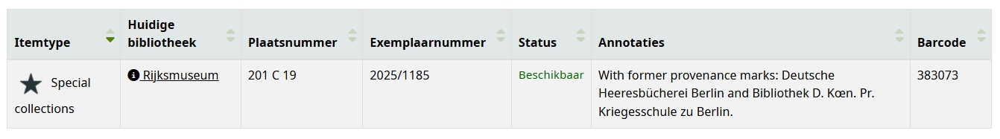 Itemtype
Huidige
bibliotheek
Plaatsnummer
Exemplaarnummer
Status
Annotaties
Barcode
Special
collections
Rijksmuseum
201 C 19
2025/1185
Beschikbaar
With former provenance marks: Deutsche
Heeresbücherei Berlin and Bibliothek D. Kœn. Pr.
Kriegesschule zu Berlin.
383073